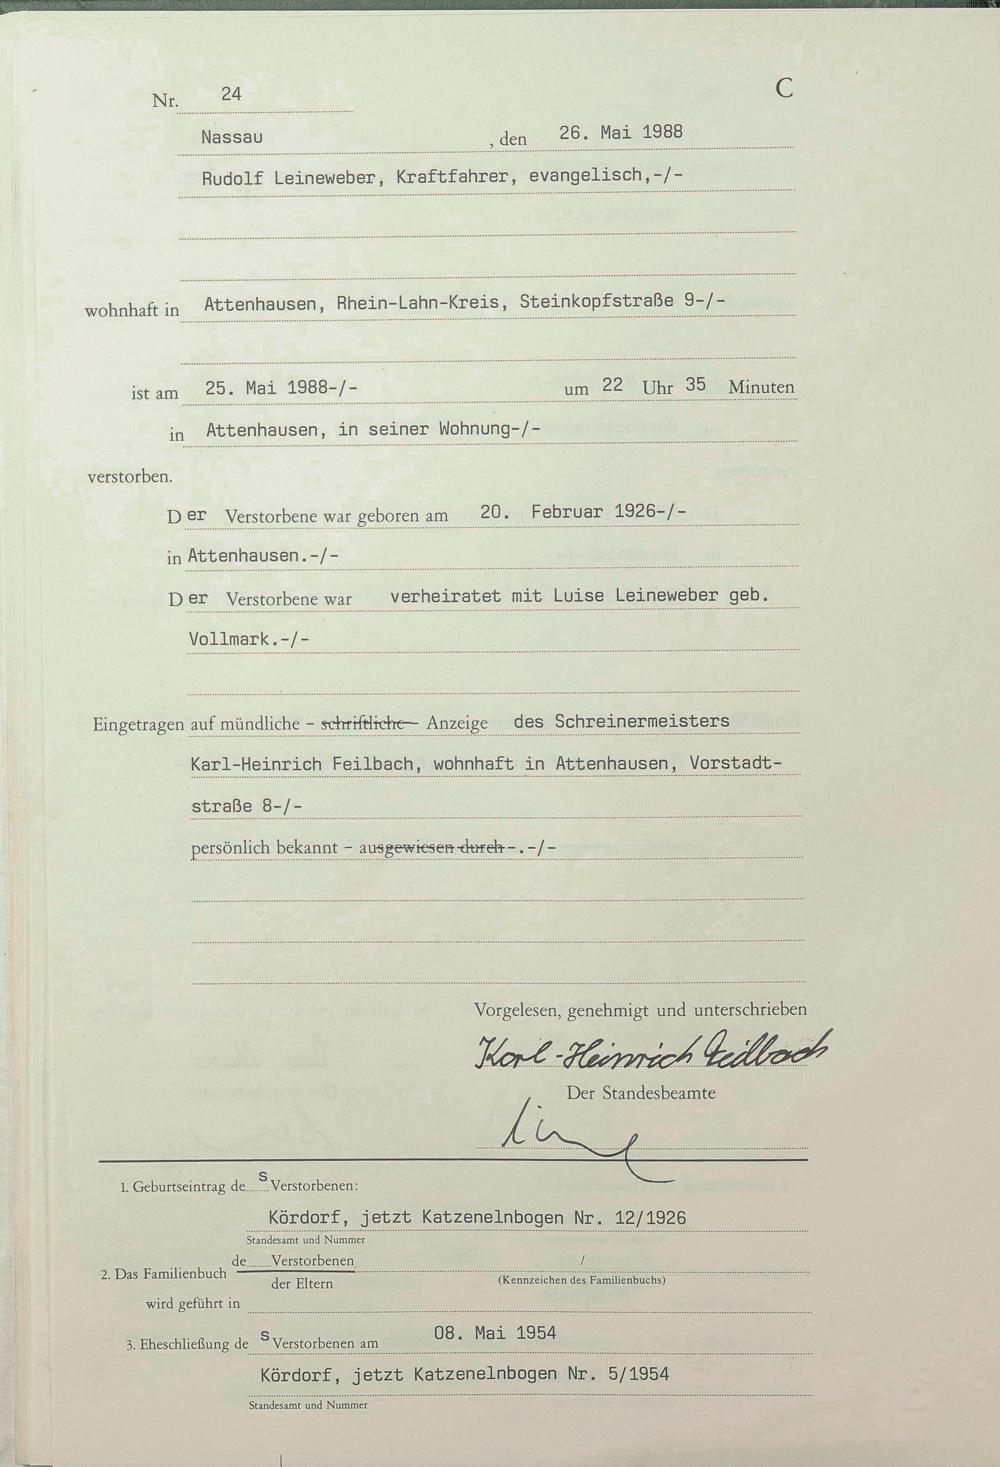 C
Nr. 24
Nassau, den 26. Mai 1988
Rudolf Leineweber, Kraftfahrer, evangelisch,-/-
wohnhaft in Attenhausen, Rhein-Lahn-Kreis, Steinkopfstraße 9-/-
ist am 25. Mai 1988-/- um 22 Uhr 35 Minuten
in Attenhausen, in seiner Wohnung-/-
verstorben.
Der Verstorbene war geboren am 20. Februar 1926-/-
in Attenhausen.-/-
Der Verstorbene war verheiratet mit Luise Leineweber geb.
Vollmark.-/-
Eingetragen auf mündliche – schriftliche – Anzeige des Schreinermeisters
Karl-Heinrich Feilbach, wohnhaft in Attenhausen, Vorstadt-
straße 8-/-
persönlich bekannt – ausgewiesen durch -.-/-
Vorgelesen, genehmigt und unterschrieben
Karl-Heinrich Feilbach
Der Standesbeamte
1. Geburtseintrag des Verstorbenen:
Kördorf, jetzt Katzenelnbogen Nr. 12/1926
Standesamt und Nummer
2. Das Familienbuch de Verstorbenen /
der Eltern (Kennzeichen des Familienbuchs)
wird geführt in
3. Eheschließung des Verstorbenen am 08. Mai 1954
Kördorf, jetzt Katzenelnbogen Nr. 5/1954
Standesamt und Nummer